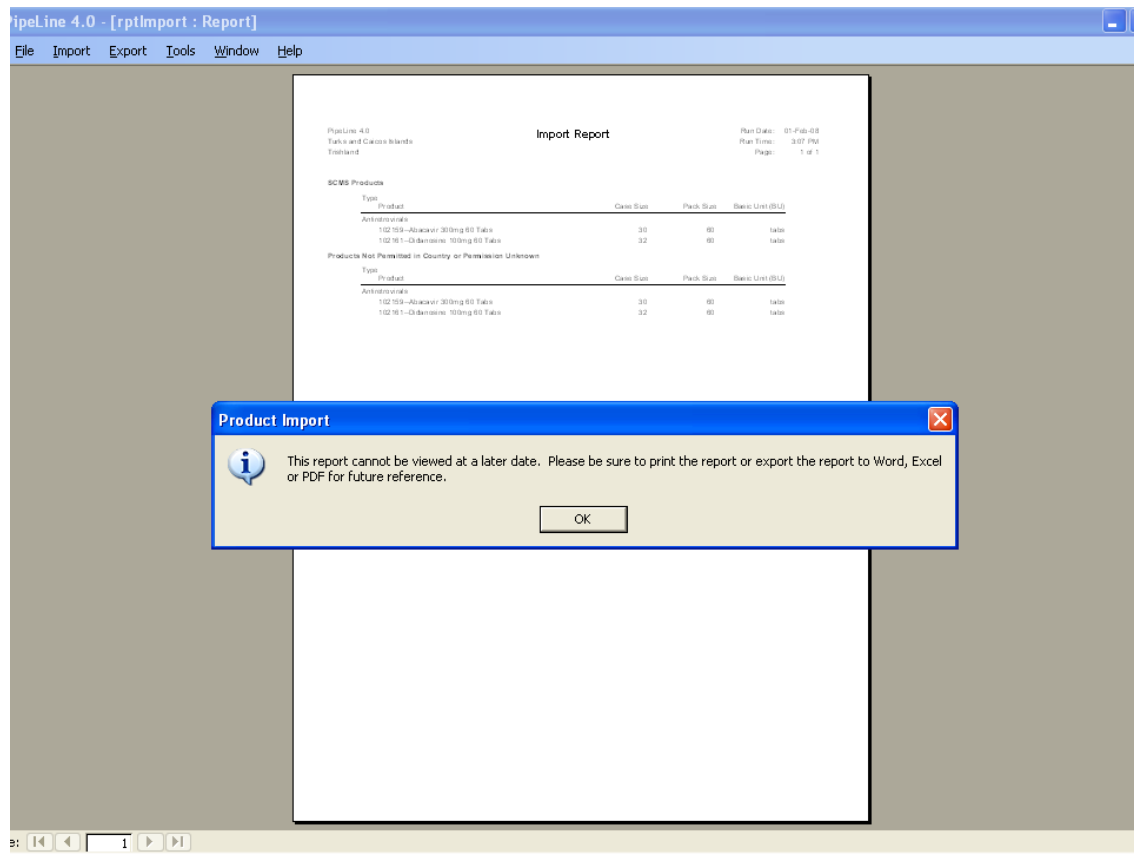 PipeLine 4.0 - [rptImport : Report]
File Import Export Tools Window Help
PipeLine 4.0 Import Report Run Date: 01-Feb-08
Turks and Caicos Islands Run Time: 3:07 PM
Trishland Page: 1 of 1
SCMS Products
Type
Product Case Size Pack Size Basic Unit (BU)
Antiretrovirals
102159--Abacavir 300mg 60 Tabs 30 60 tabs
102161--Didanosine 100mg 60 Tabs 32 60 tabs
Products Not Permitted in Country or Permission Unknown
Type
Product Case Size Pack Size Basic Unit (BU)
Antiretrovirals
102159--Abacavir 300mg 60 Tabs 30 60 tabs
102161--Didanosine 100mg 60 Tabs 32 60 tabs
Product Import
This report cannot be viewed at a later date. Please be sure to print the report or export the report to Word, Excel
or PDF for future reference.
OK
e: 1